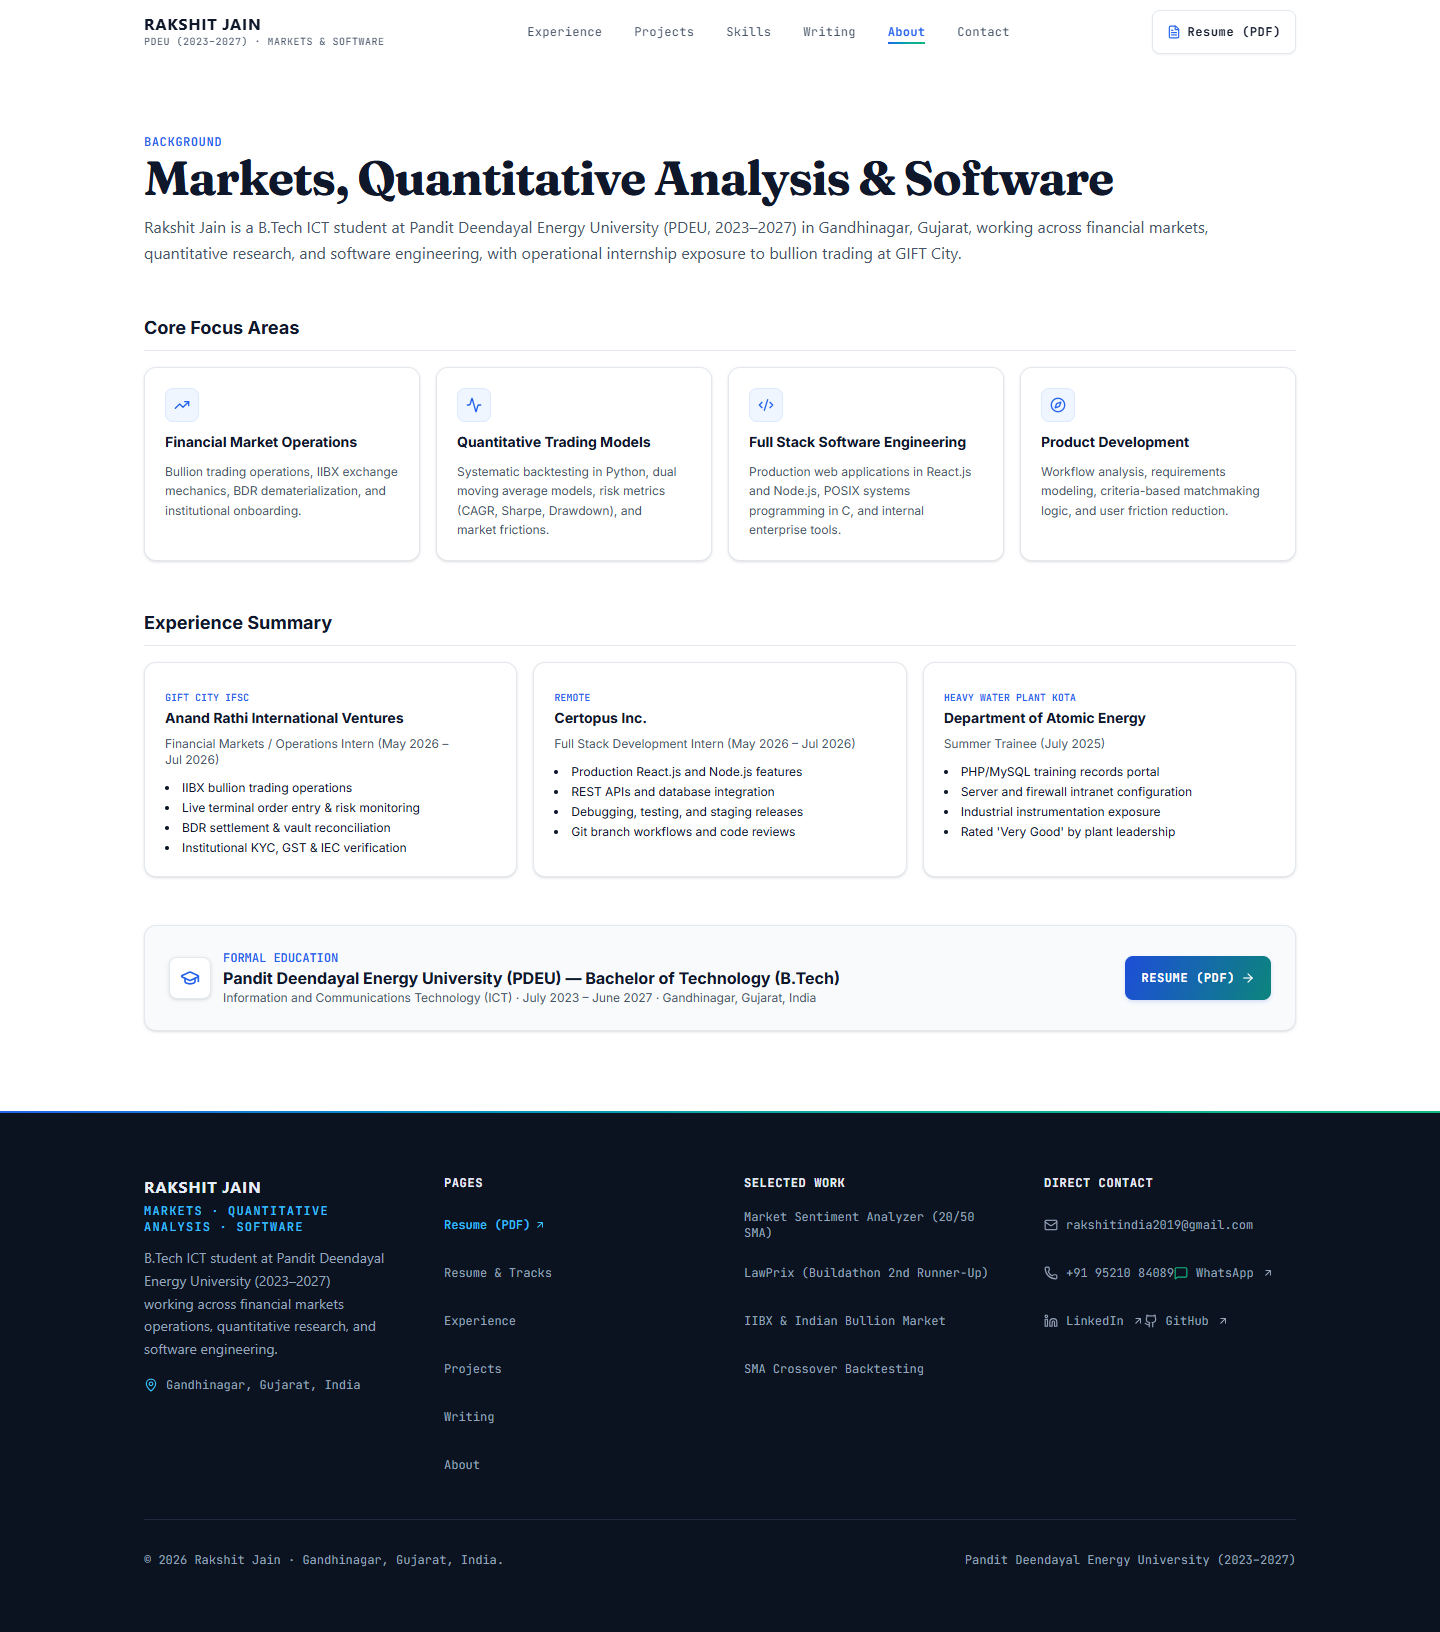 RAKSHIT JAIN
PDEU (2023–2027) · MARKETS & SOFTWARE
Experience
Projects
Skills
Writing
About
Contact
Resume (PDF)
BACKGROUND
Markets, Quantitative Analysis & Software
Rakshit Jain is a B.Tech ICT student at Pandit Deendayal Energy University (PDEU, 2023–2027) in Gandhinagar, Gujarat, working across financial markets,
quantitative research, and software engineering, with operational internship exposure to bullion trading at GIFT City.
Core Focus Areas
Financial Market Operations
Bullion trading operations, IIBX exchange
mechanics, BDR dematerialization, and
institutional onboarding.
Quantitative Trading Models
Systematic backtesting in Python, dual
moving average models, risk metrics
(CAGR, Sharpe, Drawdown), and
market frictions.
Full Stack Software Engineering
Production web applications in React.js
and Node.js, POSIX systems
programming in C, and internal
enterprise tools.
Product Development
Workflow analysis, requirements
modeling, criteria-based matchmaking
logic, and user friction reduction.
Experience Summary
GIFT CITY IFSC
Anand Rathi International Ventures
Financial Markets / Operations Intern (May 2026 –
Jul 2026)
• IIBX bullion trading operations
• Live terminal order entry & risk monitoring
• BDR settlement & vault reconciliation
• Institutional KYC, GST & IEC verification
REMOTE
Certopus Inc.
Full Stack Development Intern (May 2026 – Jul 2026)
• Production React.js and Node.js features
• REST APIs and database integration
• Debugging, testing, and staging releases
• Git branch workflows and code reviews
HEAVY WATER PLANT KOTA
Department of Atomic Energy
Summer Trainee (July 2025)
• PHP/MySQL training records portal
• Server and firewall intranet configuration
• Industrial instrumentation exposure
• Rated 'Very Good' by plant leadership
FORMAL EDUCATION
Pandit Deendayal Energy University (PDEU) — Bachelor of Technology (B.Tech)
Information and Communications Technology (ICT) · July 2023 – June 2027 · Gandhinagar, Gujarat, India
RESUME (PDF) →
RAKSHIT JAIN
MARKETS · QUANTITATIVE
ANALYSIS · SOFTWARE
B.Tech ICT student at Pandit Deendayal
Energy University (2023–2027)
working across financial markets
operations, quantitative research, and
software engineering.
Gandhinagar, Gujarat, India
PAGES
Resume (PDF) ↗
Resume & Tracks
Experience
Projects
Writing
About
SELECTED WORK
Market Sentiment Analyzer (20/50
SMA)
LawPrix (Buildathon 2nd Runner-Up)
IIBX & Indian Bullion Market
SMA Crossover Backtesting
DIRECT CONTACT
rakshitindia2019@gmail.com
+91 95210 84089 WhatsApp ↗
LinkedIn ↗ GitHub ↗
© 2026 Rakshit Jain · Gandhinagar, Gujarat, India.
Pandit Deendayal Energy University (2023–2027)